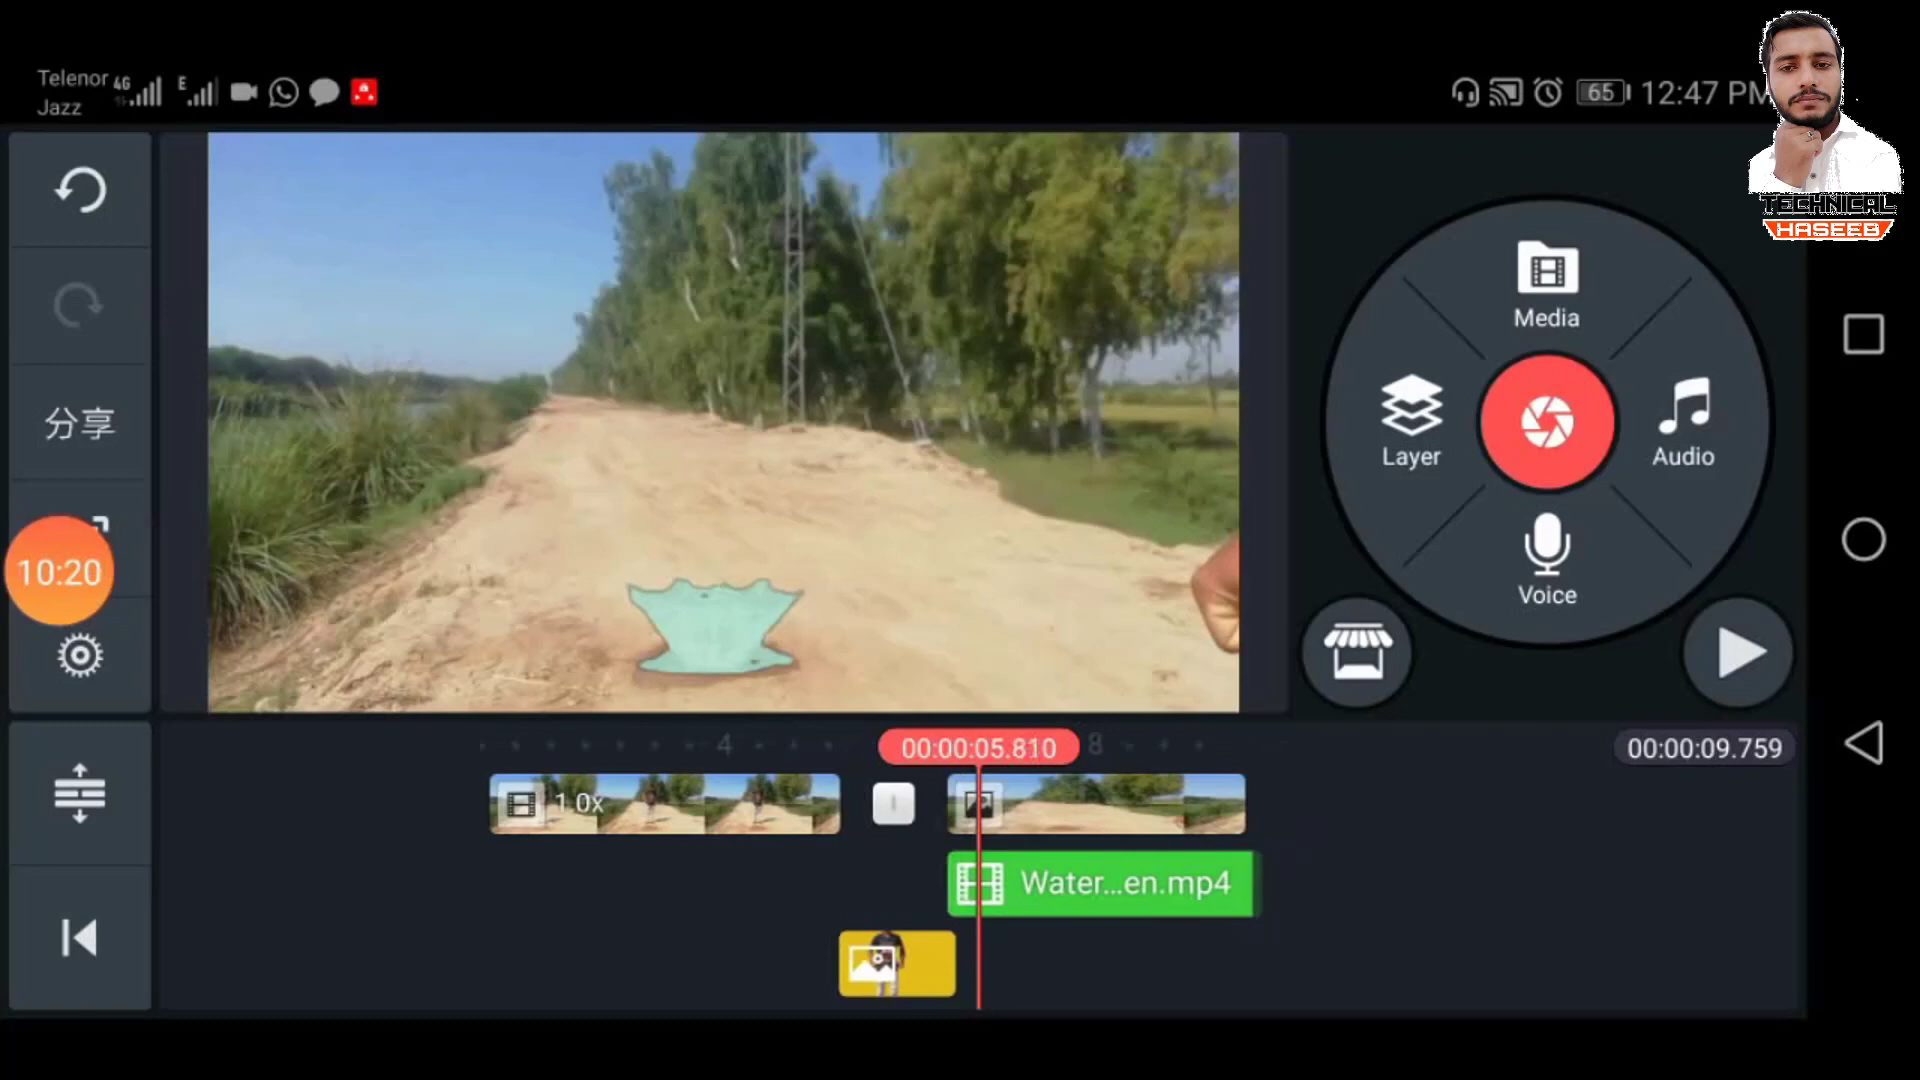 Telenor 4G E
Jazz
65 12:47 PM
TECHNICAL
HASEEB
分享
10:20
Media
Layer
Audio
Voice
4
00:00:05.810
8
00:00:09.759
1.0x
Water...en.mp4